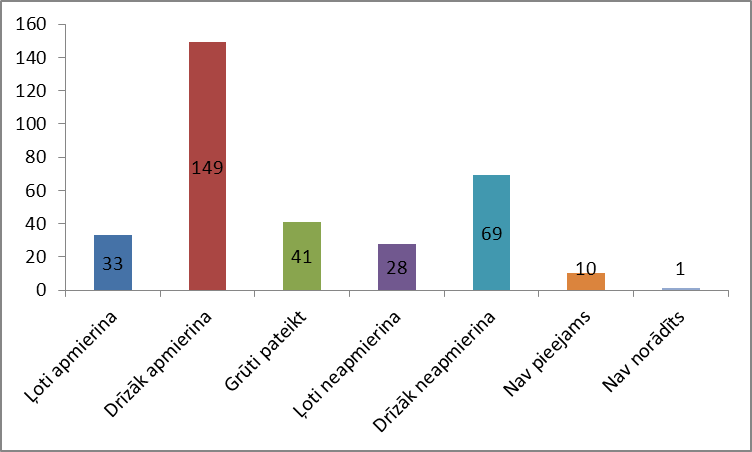 160
140
120
100
80
60
40
20
0
33
149
41
28
69
10
1
Ļoti apmierina
Drīzāk apmierina
Grūti pateikt
Ļoti neapmierina
Drīzāk neapmierina
Nav pieejams
Nav norādīts